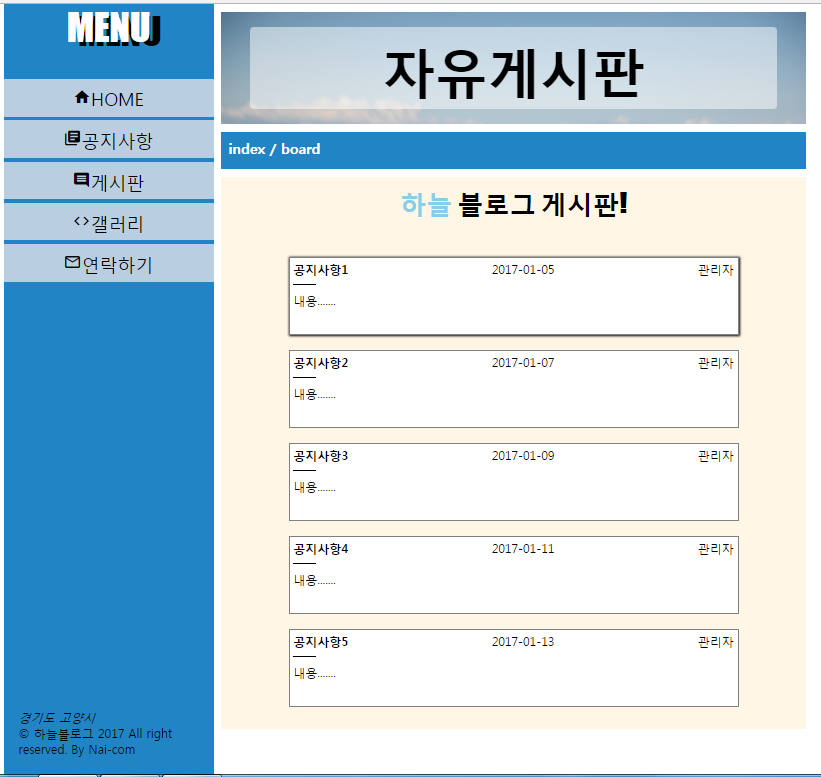 MENU
HOME
공지사항
게시판
갤러리
연락하기
경기도 고양시
© 하늘블로그 2017 All right
reserved. By Nai-com
자유게시판
index / board
하늘 블로그 게시판!
공지사항1 2017-01-05 관리자
내용.......
공지사항2 2017-01-07 관리자
내용.......
공지사항3 2017-01-09 관리자
내용.......
공지사항4 2017-01-11 관리자
내용.......
공지사항5 2017-01-13 관리자
내용.......